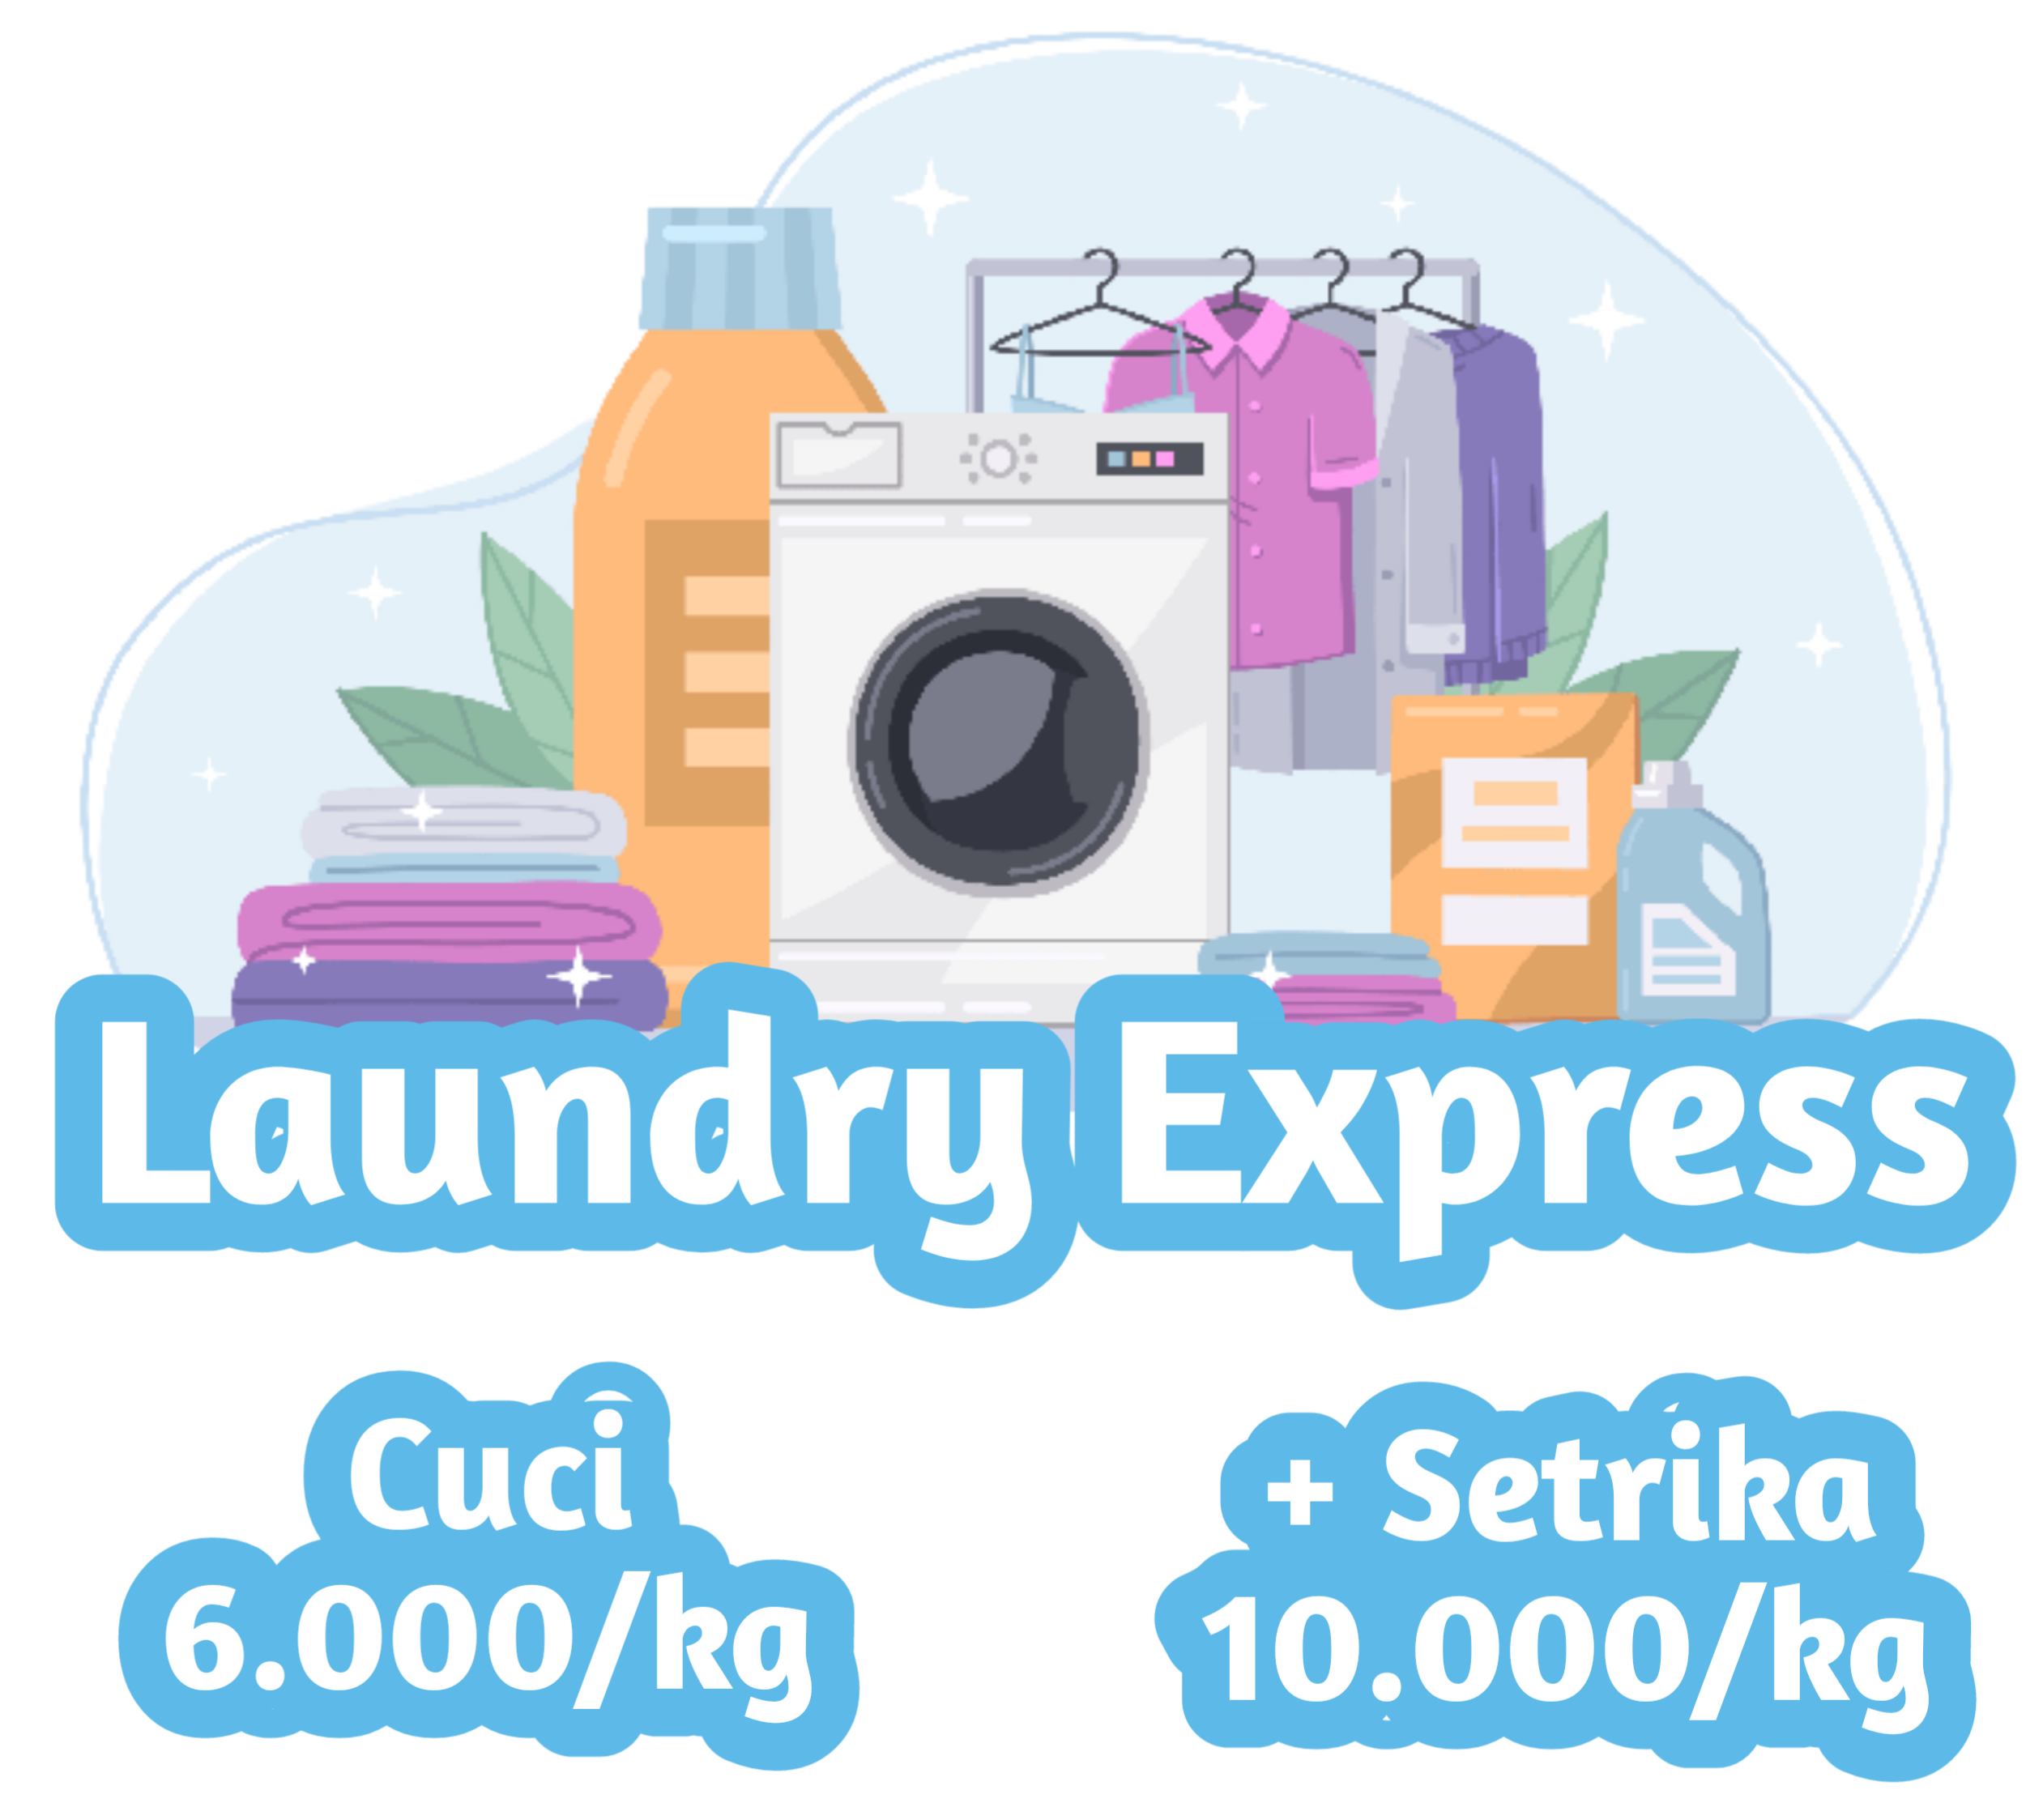 Laundry Express
Cuci
6.000/kg
+ Setrika
10.000/kg